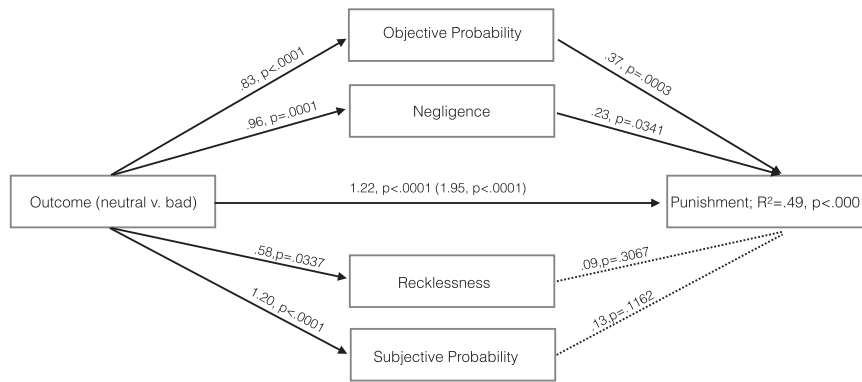 Objective Probability
.83, p<.0001
.37, p=.0003
Negligence
.96, p=.0001
.23, p=.0341
Outcome (neutral v. bad)
1.22, p<.0001 (1.95, p<.0001)
Punishment; R²=.49, p<.000
.58,p=.0337
Recklessness
.09,p=.3067
1.20, p<.0001
.13,p=.1162
Subjective Probability